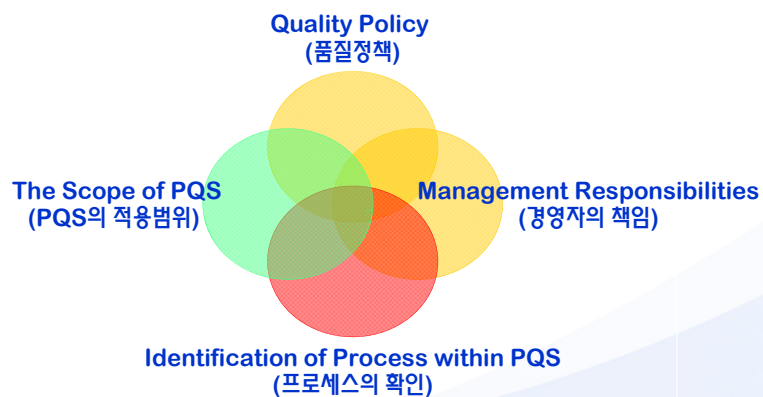 Quality Policy
(품질정책)
The Scope of PQS
(PQS의 적용범위)
Management Responsibilities
(경영자의 책임)
Identification of Process within PQS
(프로세스의 확인)